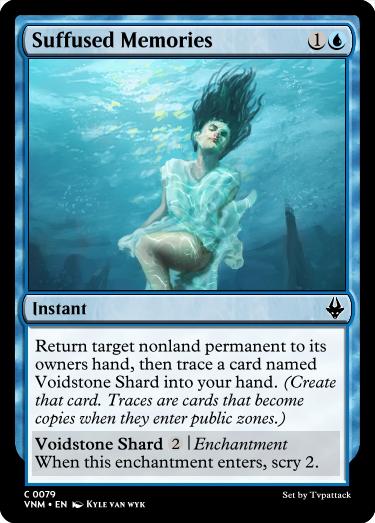 Suffused Memories 1
Instant
Return target nonland permanent to its
owners hand, then trace a card named
Voidstone Shard into your hand. (Create
that card. Traces are cards that become
copies when they enter public zones.)
Voidstone Shard 2 | Enchantment
When this enchantment enters, scry 2.
C 0079
VNM • EN Kyle van wyk
Set by Tvpattack